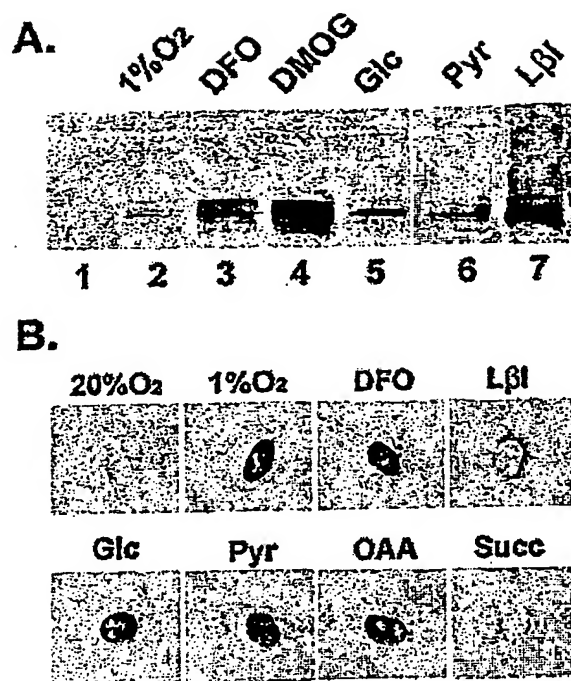 A.
1%O₂ DFO DMOG Glc Pyr LβI
1 2 3 4 5 6 7
B.
20%O₂ 1%O₂ DFO LβI
Glc Pyr OAA Succ